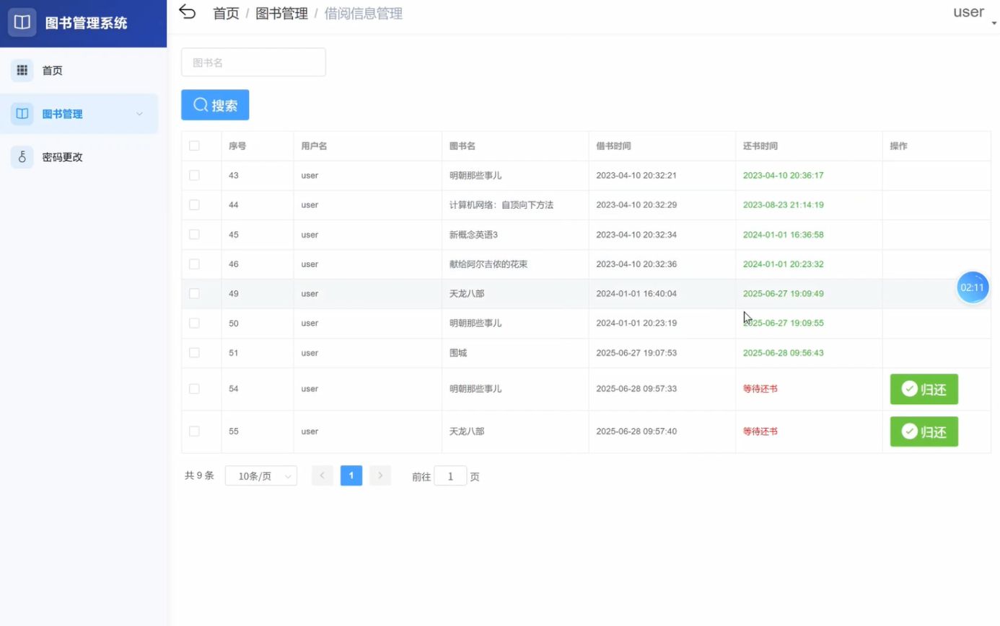 图书管理系统
首页 / 图书管理 / 借阅信息管理
user
首页
图书管理
密码更改
图书名
搜索
序号 用户名 图书名 借书时间 还书时间 操作
43 user 明朝那些事儿 2023-04-10 20:32:21 2023-04-10 20:36:17
44 user 计算机网络：自顶向下方法 2023-04-10 20:32:29 2023-08-23 21:14:19
45 user 新概念英语3 2023-04-10 20:32:34 2024-01-01 16:36:58
46 user 献给阿尔吉侬的花束 2023-04-10 20:32:36 2024-01-01 20:23:32
49 user 天龙八部 2024-01-01 16:40:04 2025-06-27 19:09:49
02:11
50 user 明朝那些事儿 2024-01-01 20:23:19 2025-06-27 19:09:55
51 user 围城 2025-06-27 19:07:53 2025-06-28 09:56:43
54 user 明朝那些事儿 2025-06-28 09:57:33 等待还书 归还
55 user 天龙八部 2025-06-28 09:57:40 等待还书 归还
共 9 条 10条/页 1 前往 1 页